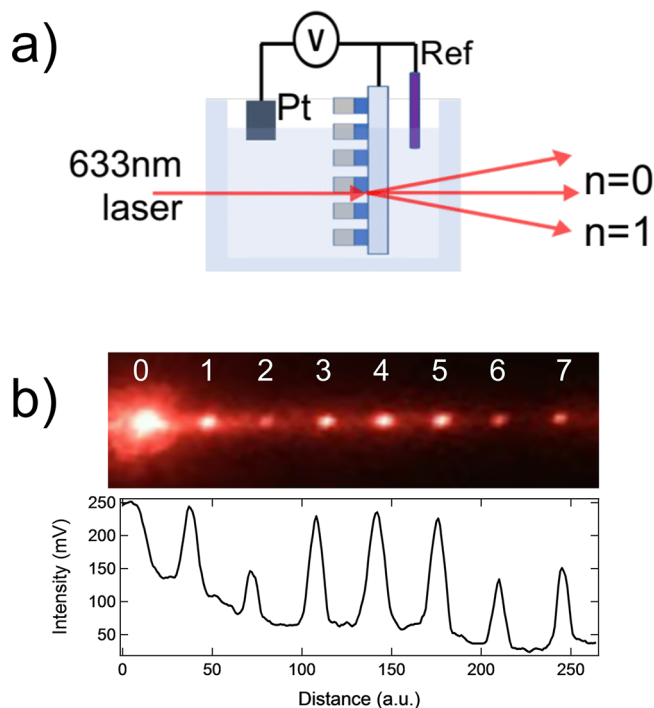 a)
V
Ref
Pt
633nm
laser
n=0
n=1
b)
0 1 2 3 4 5 6 7
250
200
150
100
50
Intensity (mV)
0 50 100 150 200 250
Distance (a.u.)